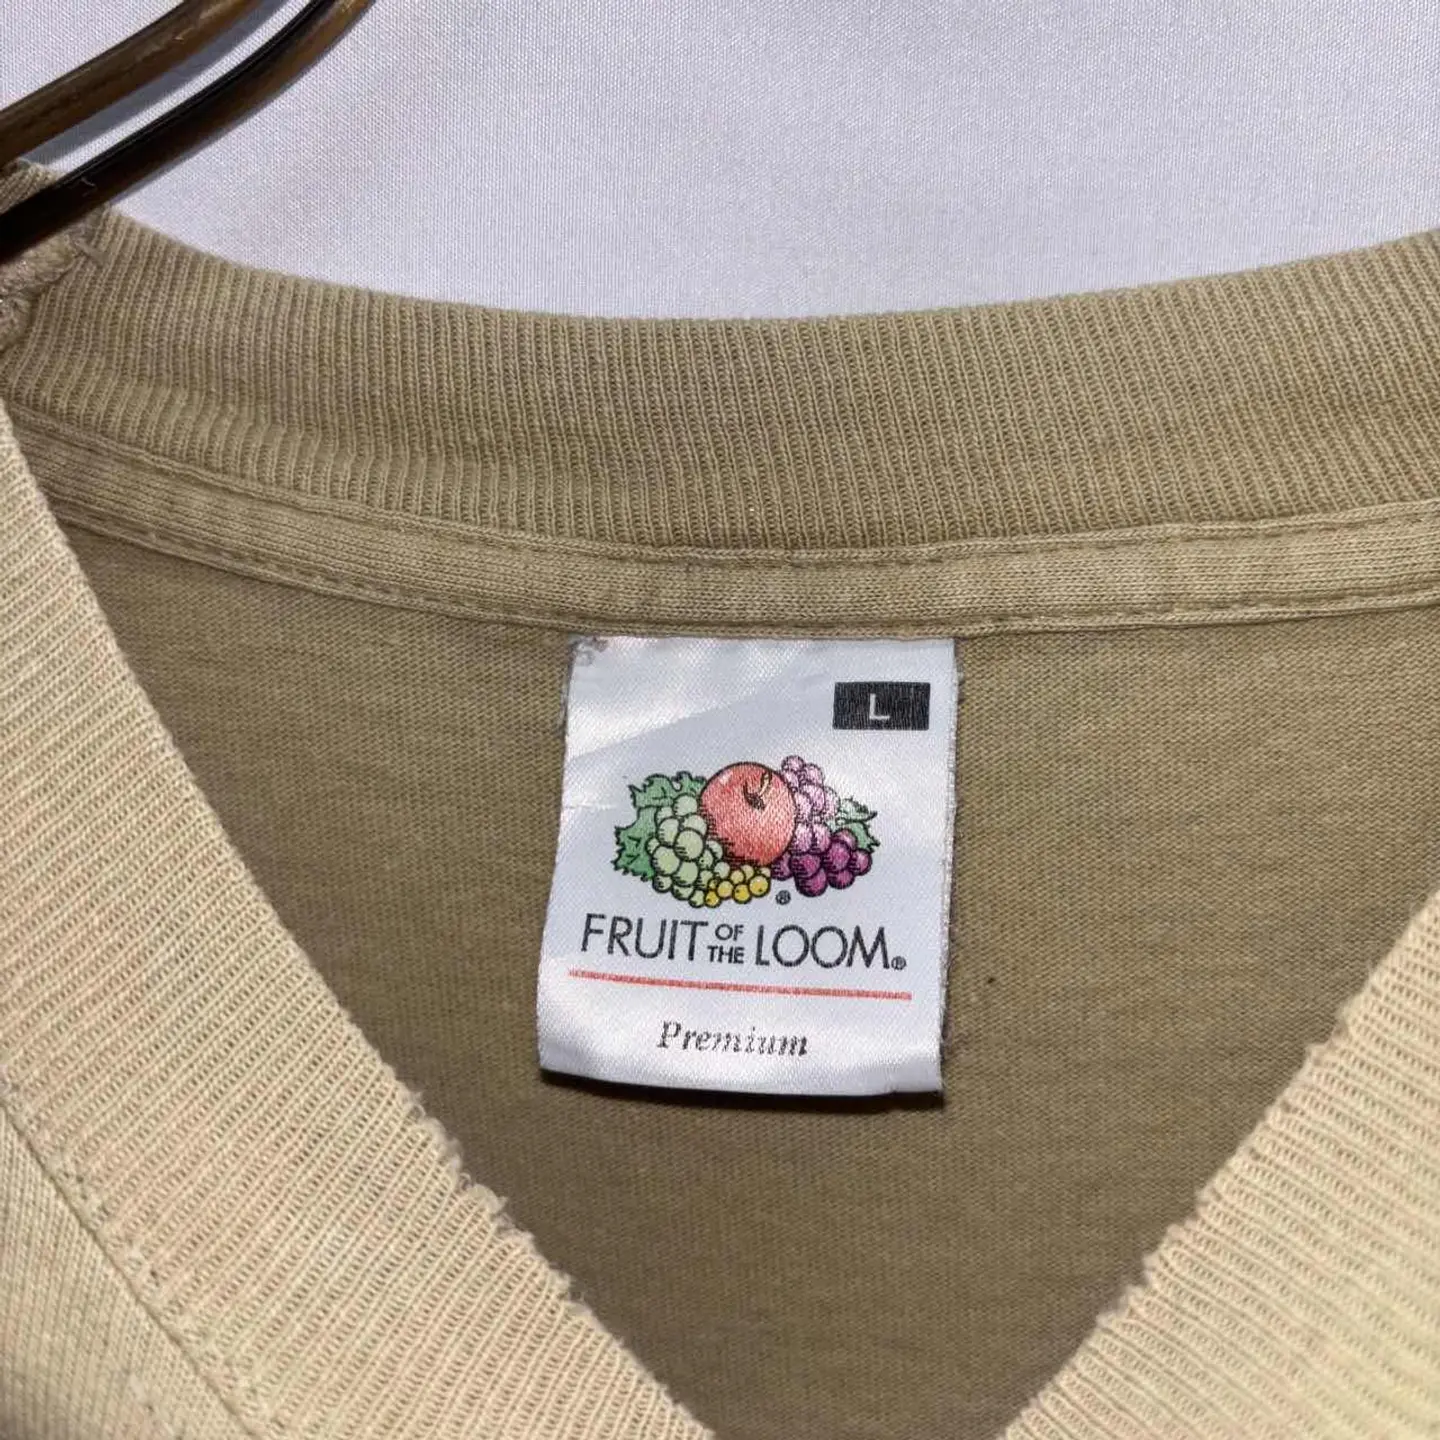 L
®
FRUIT OF THE LOOM®
Premium